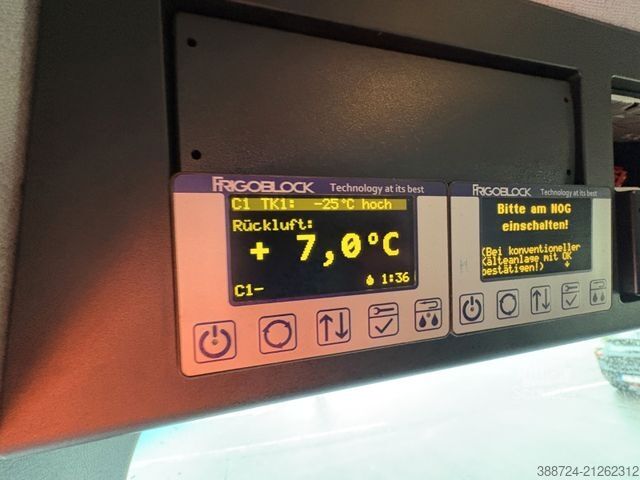 FRIGOBLOCK Technology at its best
C1 TK1: -25°C hoch
Rückluft:
+ 7,0°C
1:36
C1-
FRIGOBLOCK Technology at its best
Bitte am NOG
einschalten!
(Bei konventioneller
Kälteanlage mit OK
bestätigen!)
388724-21262312